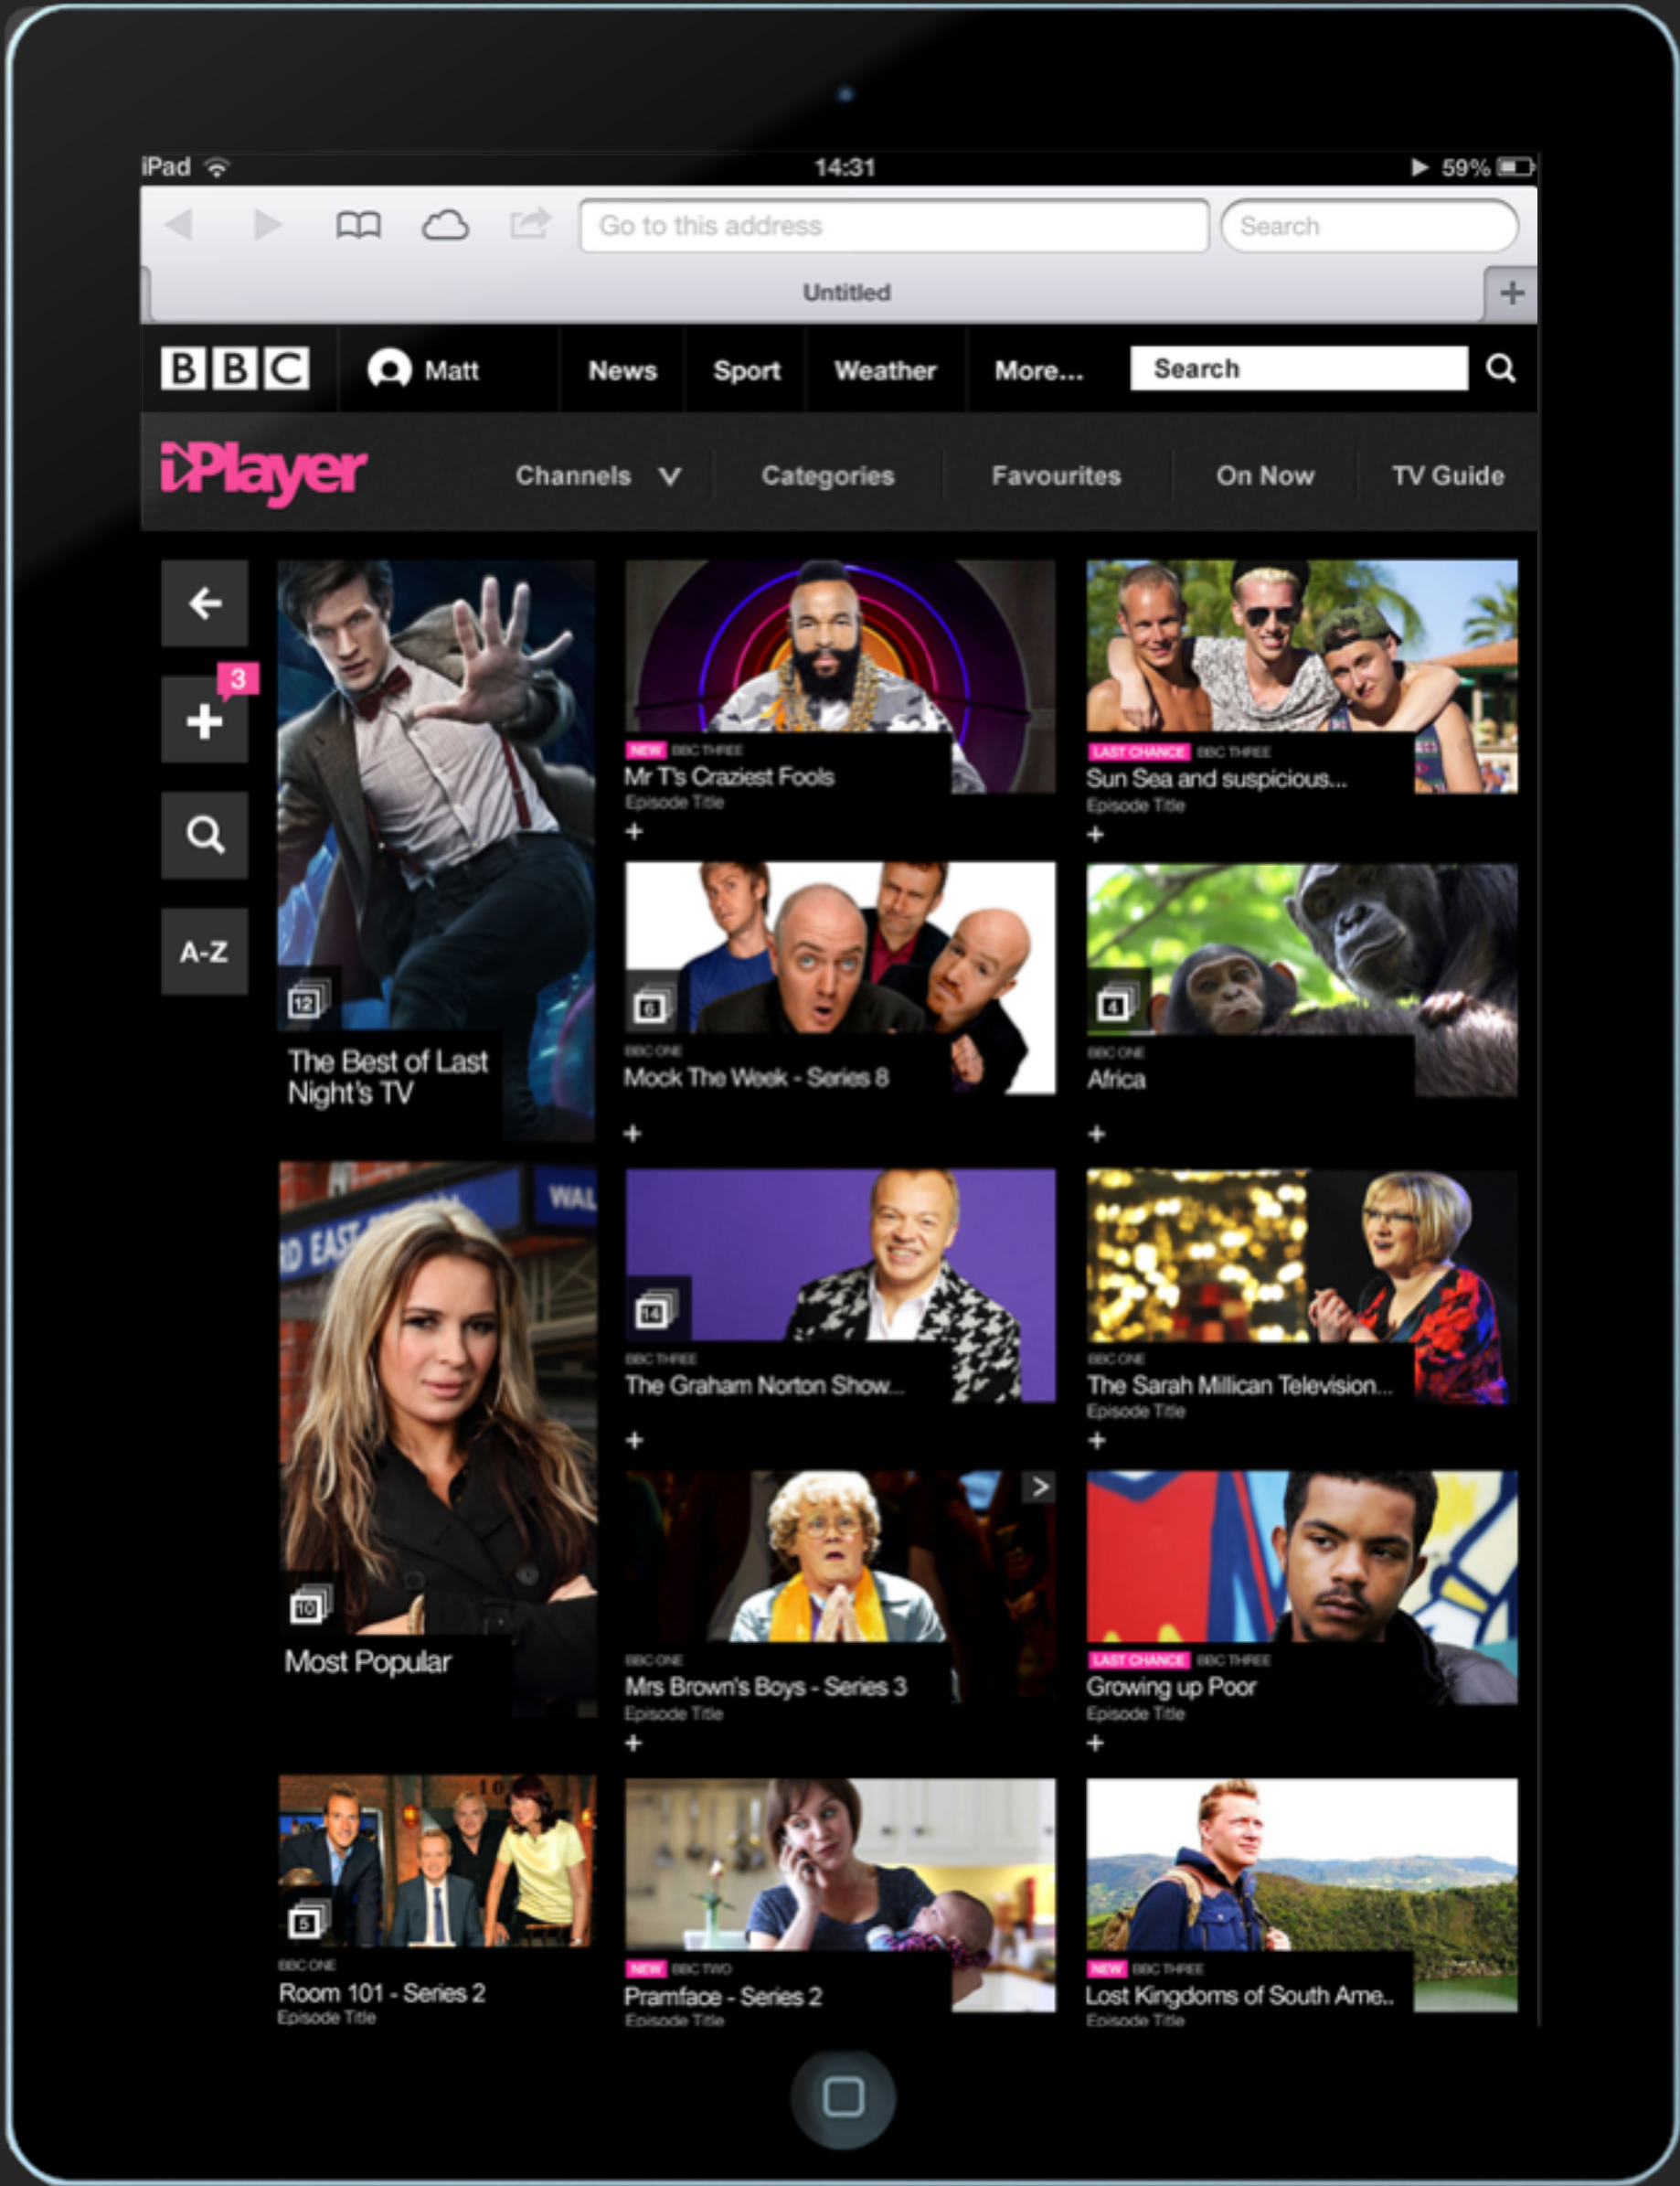 iPad
14:31
59%
Go to this address
Search
Untitled
+
BBC
Matt
News
Sport
Weather
More...
Search
iPlayer
Channels
Categories
Favourites
On Now
TV Guide
3
A-Z
12
The Best of Last
Night's TV
NEW BBC THREE
Mr T's Craziest Fools
Episode Title
+
LAST CHANCE BBC THREE
Sun Sea and suspicious...
Episode Title
+
6
BBC ONE
Mock The Week - Series 8
+
4
BBC ONE
Africa
+
RD EAST
WAL
10
Most Popular
14
BBC THREE
The Graham Norton Show...
+
BBC ONE
The Sarah Millican Television...
Episode Title
+
BBC ONE
Mrs Brown's Boys - Series 3
Episode Title
+
LAST CHANCE BBC THREE
Growing up Poor
Episode Title
+
10
5
BBC ONE
Room 101 - Series 2
Episode Title
NEW BBC TWO
Pramface - Series 2
Episode Title
NEW BBC THREE
Lost Kingdoms of South Ame..
Episode Title